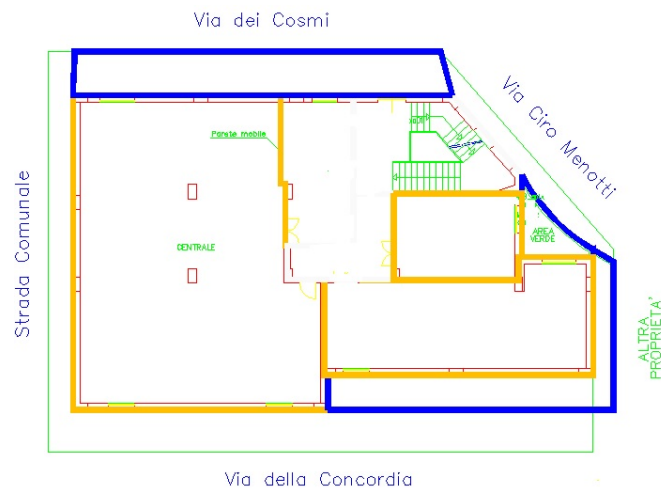 Via dei Cosmi
Via Ciro Menotti
Parete mobile
Strada Comunale
CENTRALE
AREA
VERDE
ALTRA
PROPRIETA'
Via della Concordia